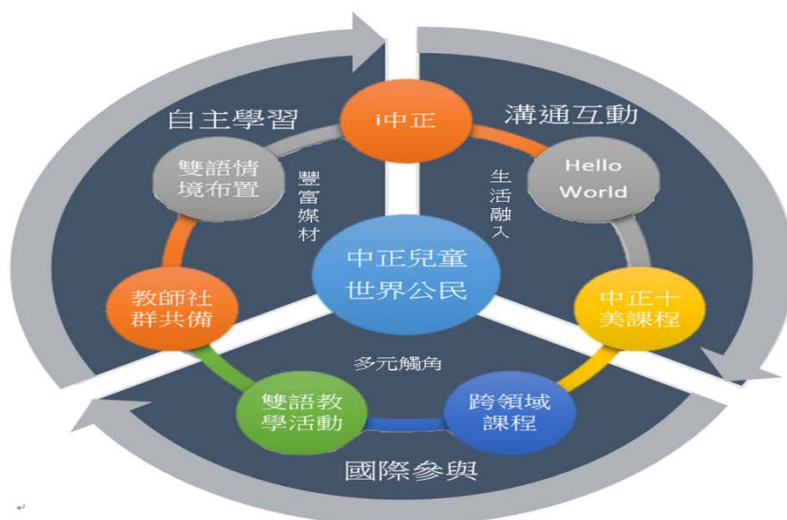 i中正
自主學習
溝通互動
雙語情
境布置
豐富媒材
生活融入
Hello
World
中正兒童
世界公民
教師社
群共備
中正十
美課程
多元觸角
雙語教
學活動
跨領域
課程
國際參與